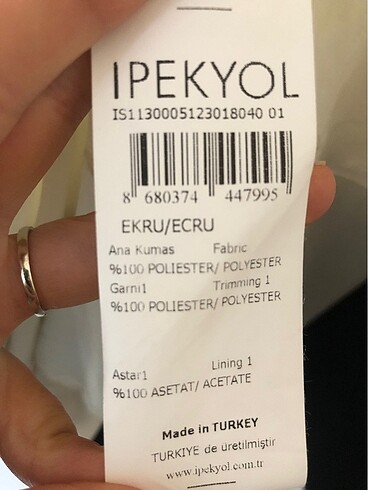 IPEKYOL
IS1130005123018040 01
8 680374 447995
EKRU/ECRU
Ana Kumas Fabric
%100 POLIESTER/ POLYESTER
Garni1 Trimming 1
%100 POLIESTER/ POLYESTER
Astar1 Lining 1
%100 ASETAT/ ACETATE
Made in TURKEY
TURKIYE de üretilmiştir
www.ipekyol.com.tr